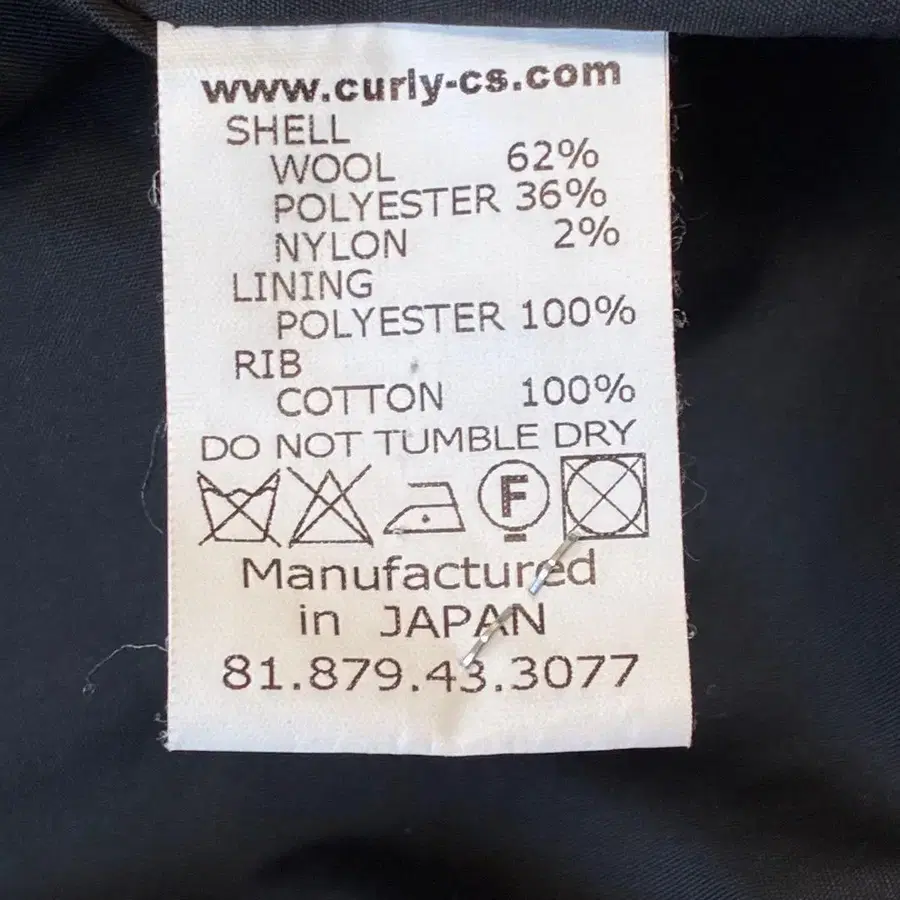 www.curly-cs.com
SHELL
WOOL 62%
POLYESTER 36%
NYLON 2%
LINING
POLYESTER 100%
RIB
COTTON 100%
DO NOT TUMBLE DRY
F
Manufactured
in JAPAN
81.879.43.3077